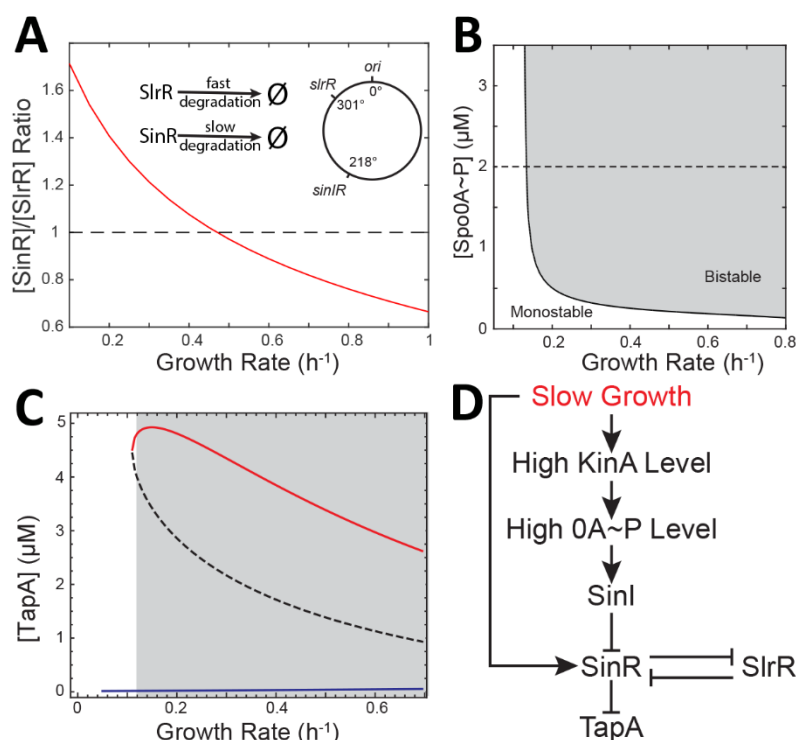 A
[SinR]/[SlrR] Ratio
1.6
1.4
1.2
1
0.8
0.6
SlrR fast degradation Ø
SinR slow degradation Ø
ori
0°
slrR
301°
218°
sinIR
0.2 0.4 0.6 0.8 1
Growth Rate (h⁻¹)
B
[Spo0A~P] (µM)
3
2
1
0
Bistable
Monostable
0.2 0.4 0.6 0.8
Growth Rate (h⁻¹)
C
[TapA] (µM)
5
4
3
2
1
0
0 0.2 0.4 0.6
Growth Rate (h⁻¹)
D
Slow Growth
High KinA Level
High 0A~P Level
SinI
SinR SlrR
TapA